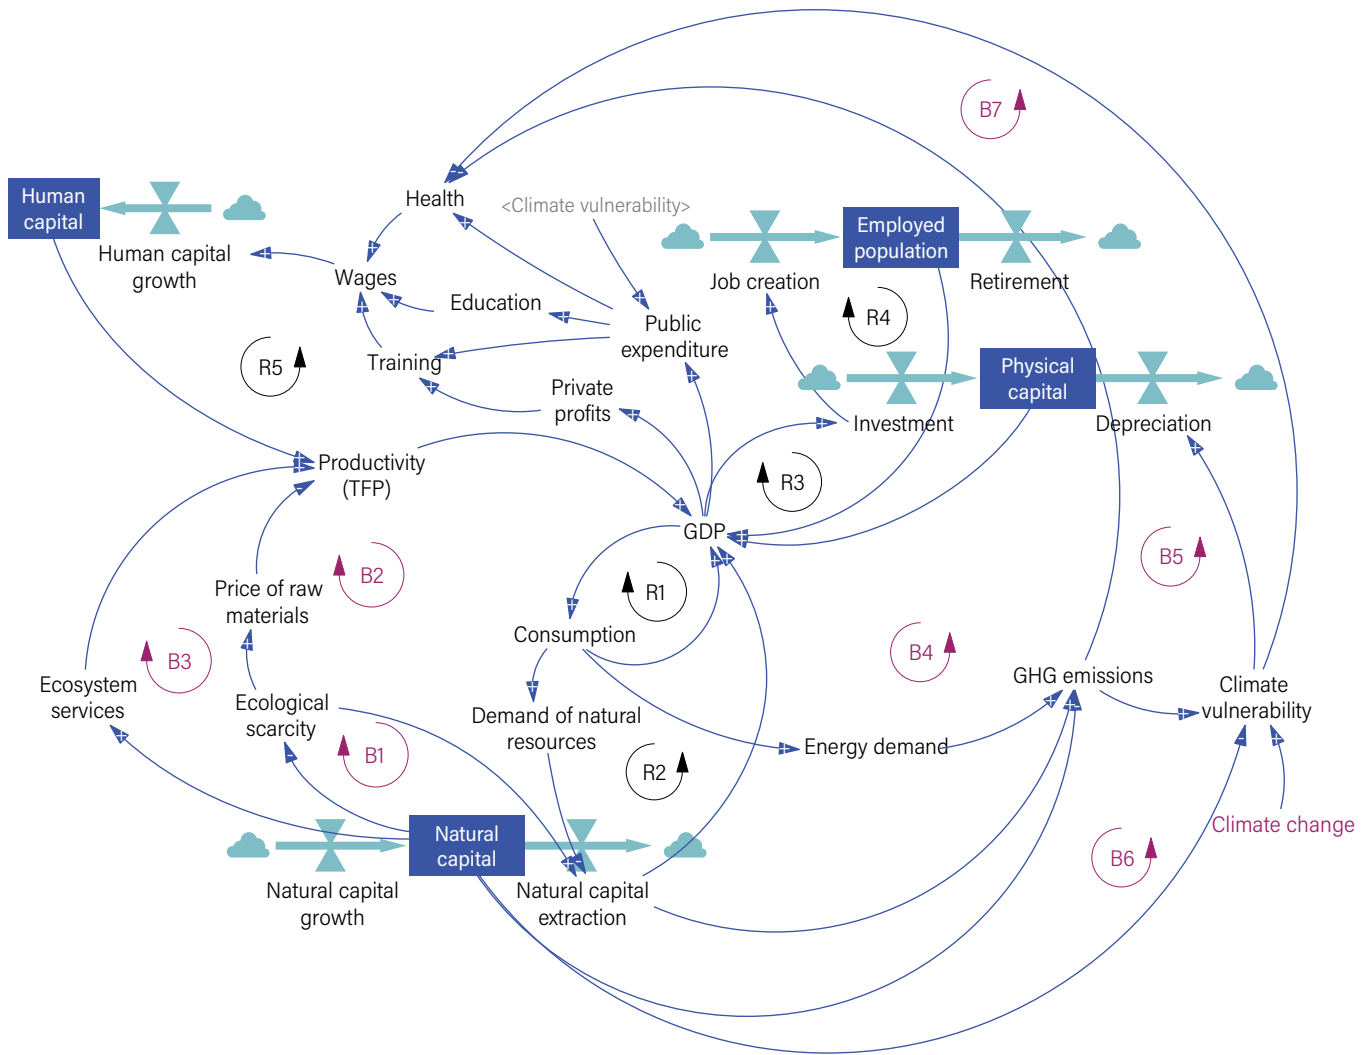 B7
Human
capital
Health
<Climate vulnerability>
Employed
population
Human capital
growth
Wages
Job creation
Retirement
Education
R4
Public
expenditure
R5
Training
Physical
capital
Private
profits
Investment
Depreciation
Productivity
(TFP)
R3
GDP
B5
B2
Price of raw
materials
R1
Consumption
B4
B3
Ecosystem
services
Ecological
scarcity
GHG emissions
Climate
vulnerability
Demand of natural
resources
Energy demand
B1
R2
Climate change
Natural
capital
B6
Natural capital
growth
Natural capital
extraction